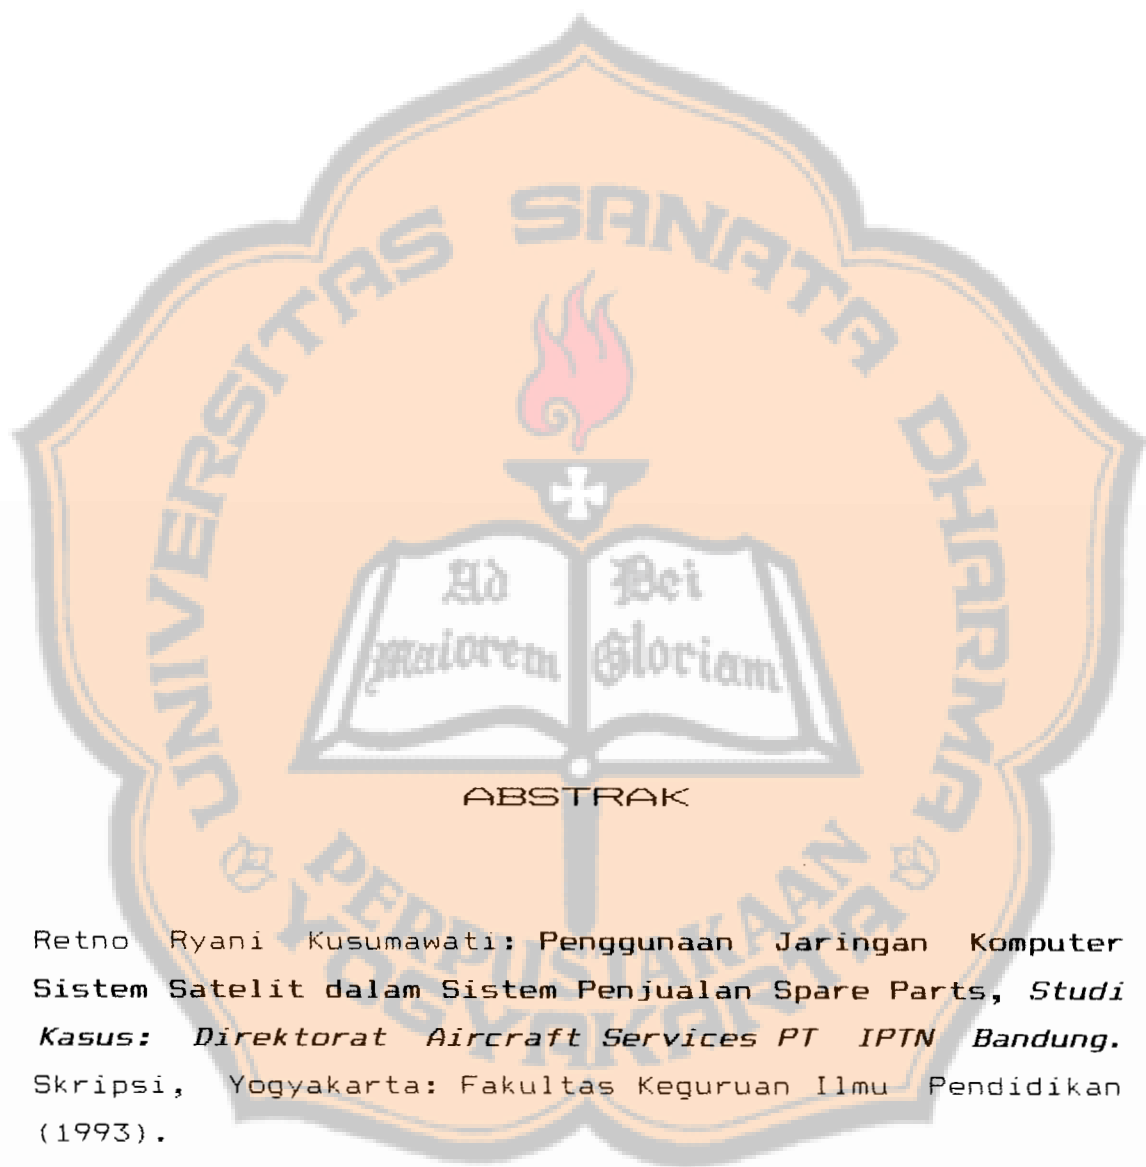 UNIVERSITAS SANATA DHARMA
Ad Dei
Maiorem Gloriam
ABSTRAK
PERPUSTAKAAN
YOGYAKARTA
Retno Ryani Kusumawati: Penggunaan Jaringan Komputer
Sistem Satelit dalam Sistem Penjualan Spare Parts, Studi
Kasus: Direktorat Aircraft Services PT IPTN Bandung.
Skripsi, Yogyakarta: Fakultas Keguruan Ilmu Pendidikan
(1993).